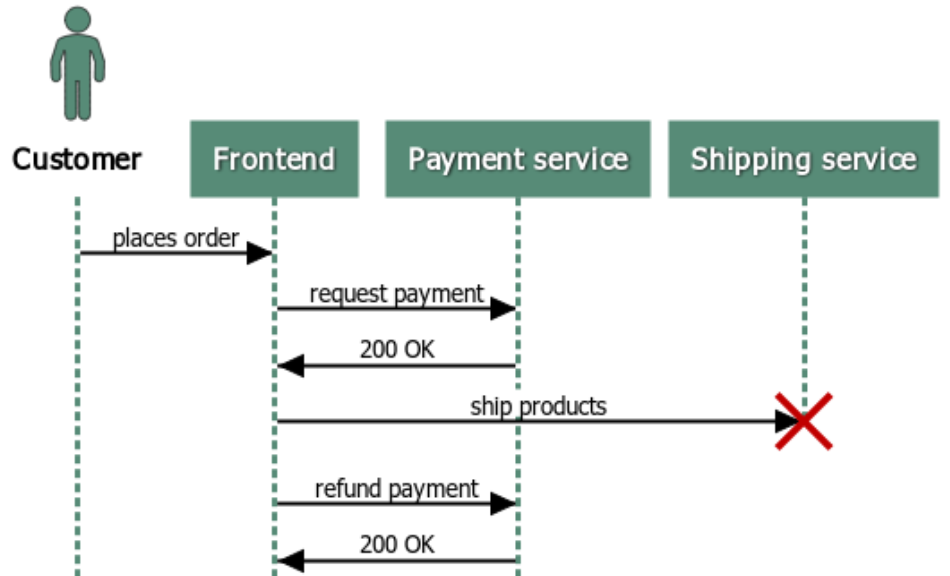 Customer
Frontend
Payment service
Shipping service
places order
request payment
200 OK
ship products
refund payment
200 OK